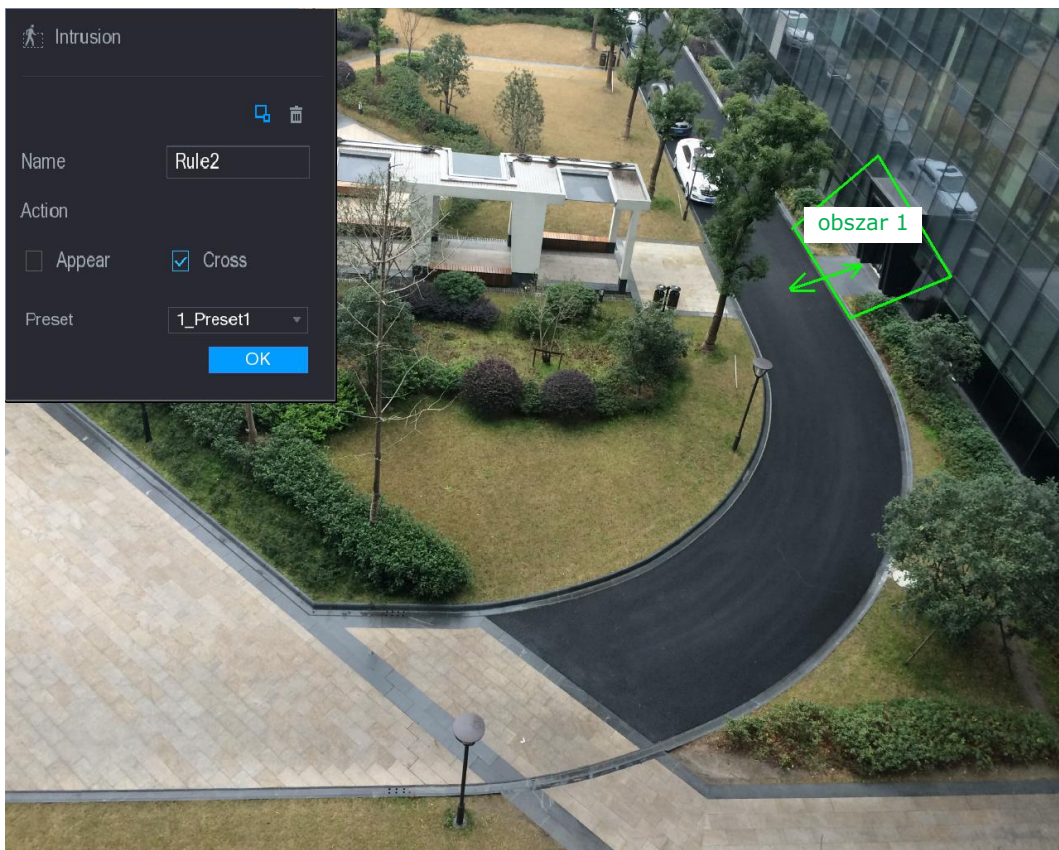 Intrusion
Name Rule2
Action
Appear Cross
Preset 1_Preset1
OK
obszar 1